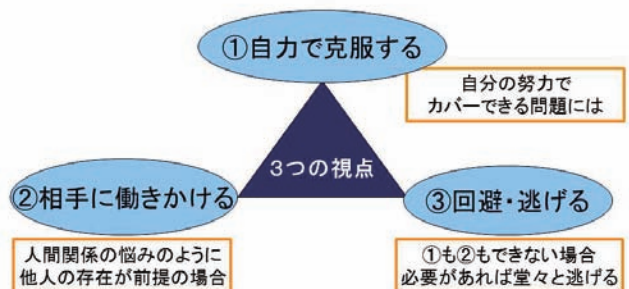 ①自力で克服する
自分の努力で
カバーできる問題には
3つの視点
②相手に働きかける
人間関係の悩みのように
他人の存在が前提の場合
③回避・逃げる
①も②もできない場合
必要があれば堂々と逃げる